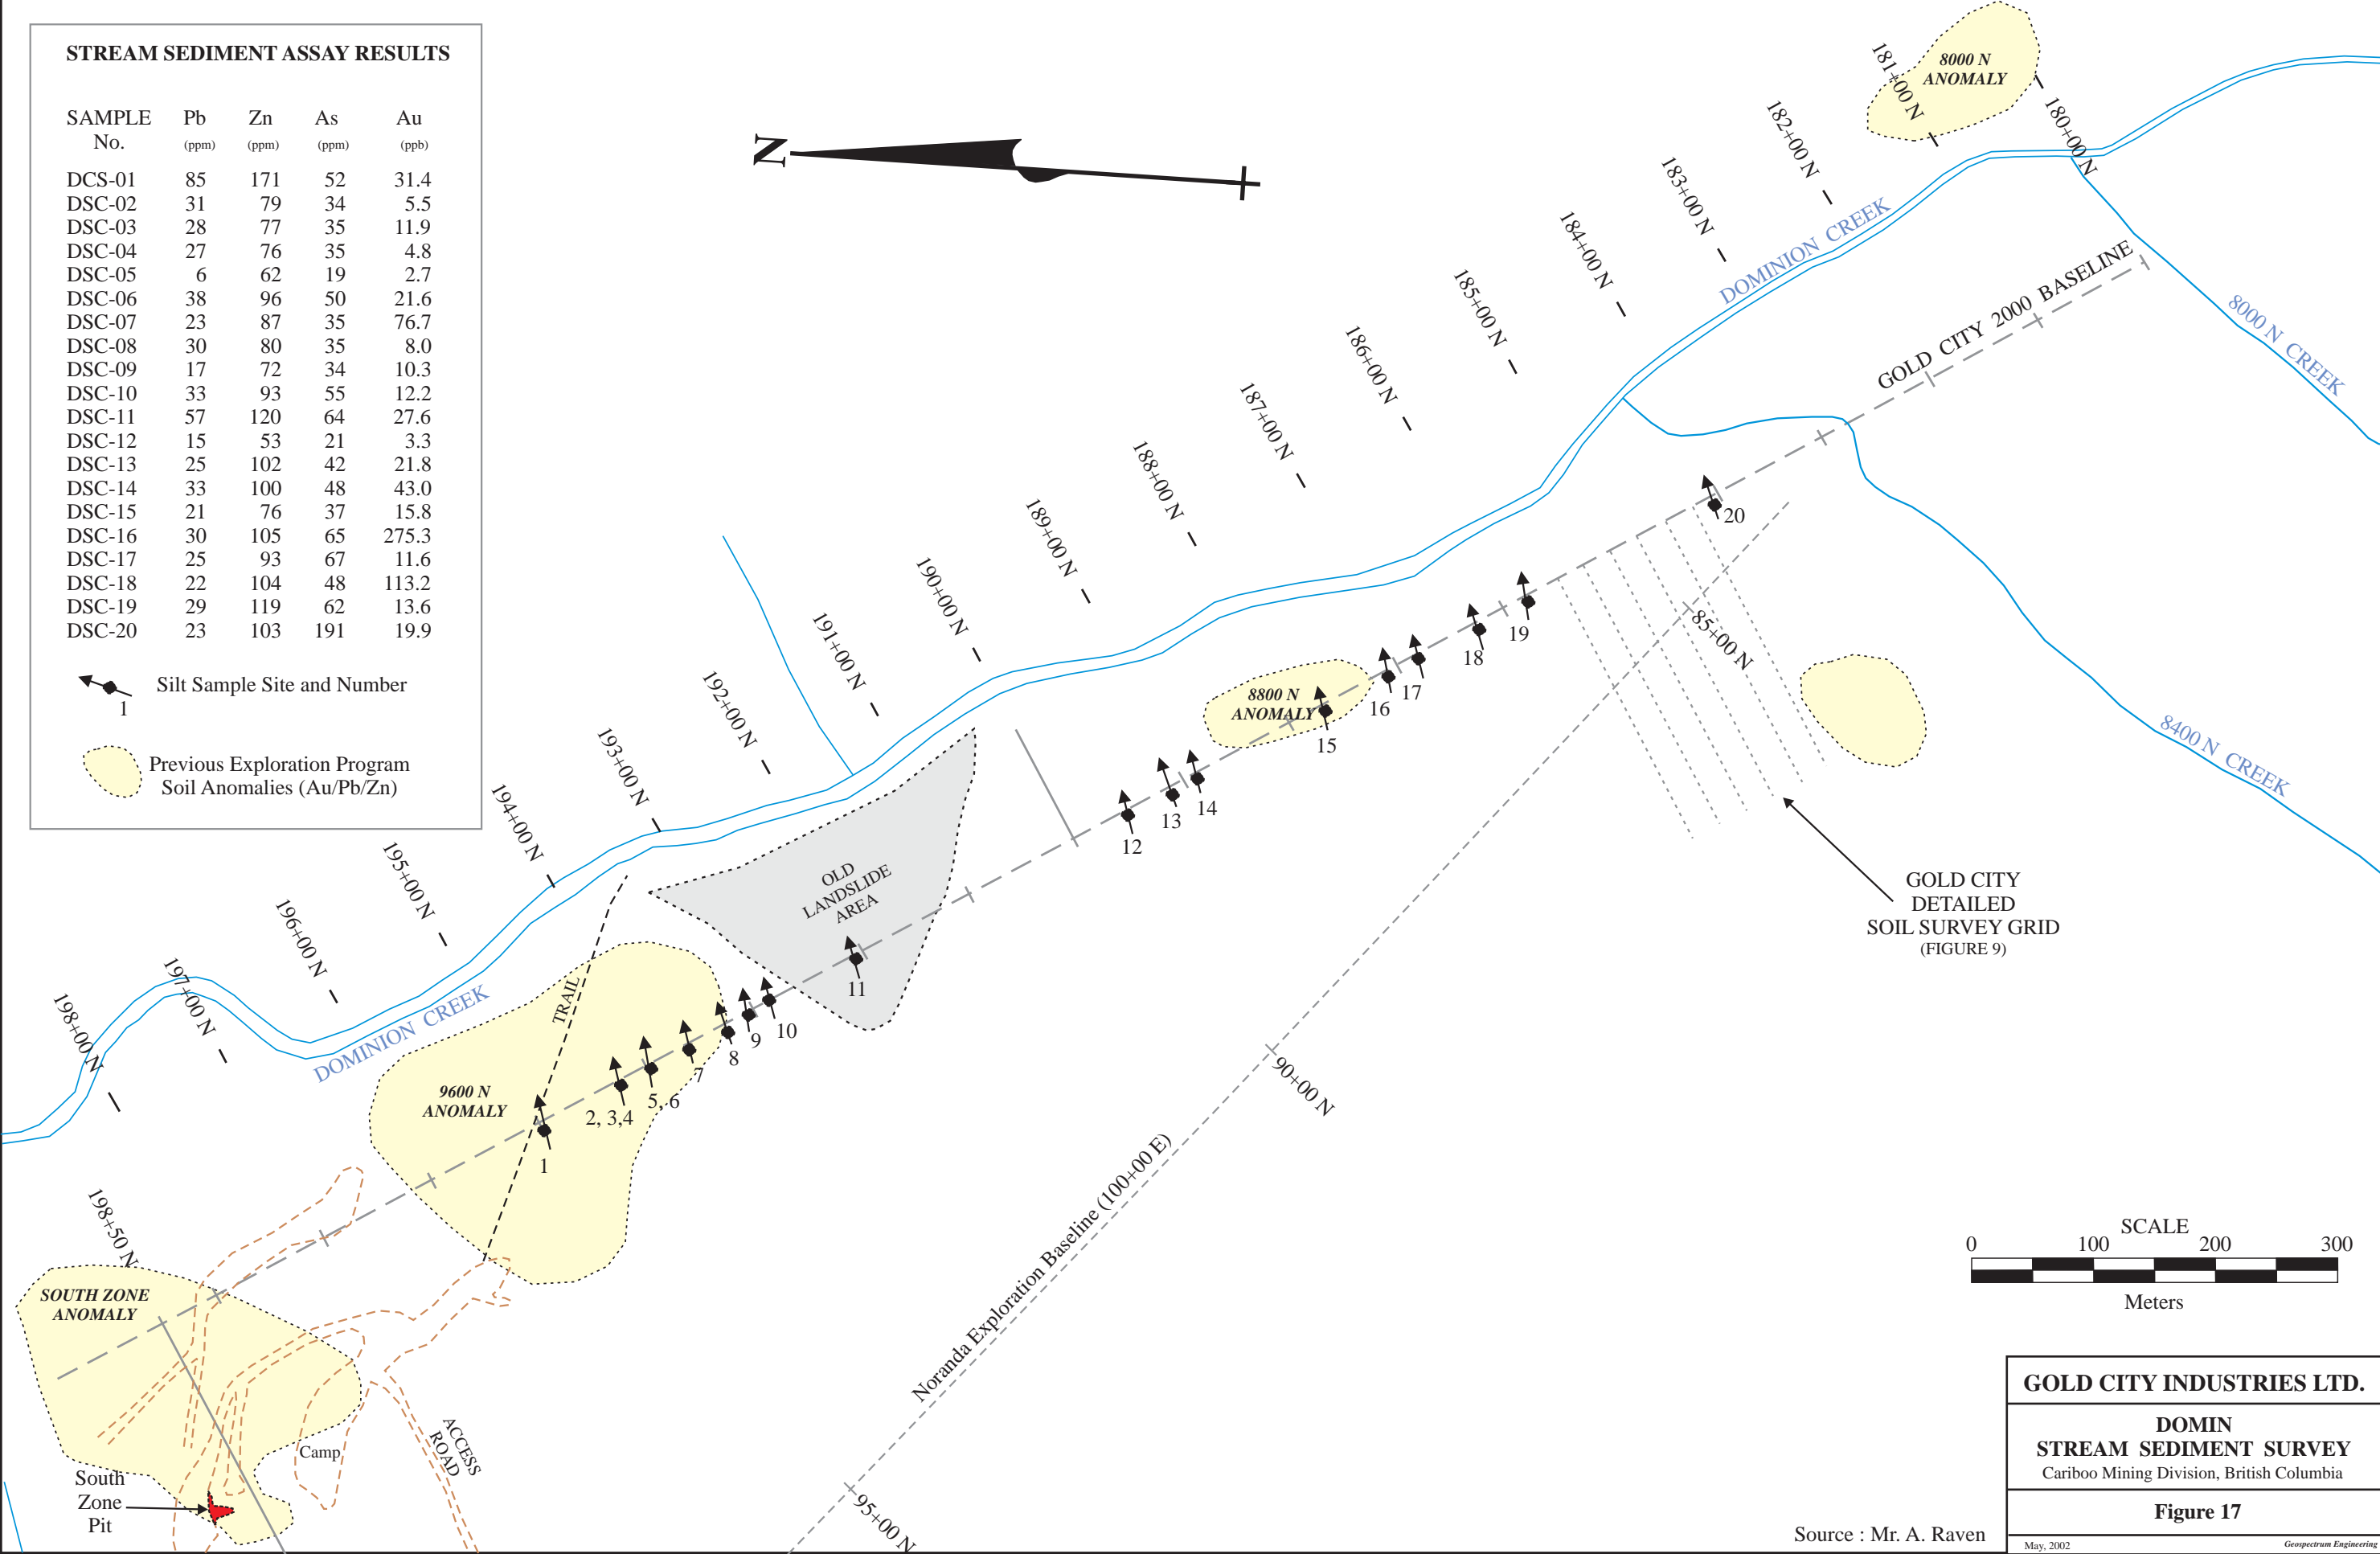 STREAM SEDIMENT ASSAY RESULTS
SAMPLE Pb Zn As Au
No. (ppm) (ppm) (ppm) (ppb)
DCS-01 85 171 52 31.4
DSC-02 31 79 34 5.5
DSC-03 28 77 35 11.9
DSC-04 27 76 35 4.8
DSC-05 6 62 19 2.7
DSC-06 38 96 50 21.6
DSC-07 23 87 35 76.7
DSC-08 30 80 35 8.0
DSC-09 17 72 34 10.3
DSC-10 33 93 55 12.2
DSC-11 57 120 64 27.6
DSC-12 15 53 21 3.3
DSC-13 25 102 42 21.8
DSC-14 33 100 48 43.0
DSC-15 21 76 37 15.8
DSC-16 30 105 65 275.3
DSC-17 25 93 67 11.6
DSC-18 22 104 48 113.2
DSC-19 29 119 62 13.6
DSC-20 23 103 191 19.9
Silt Sample Site and Number
1
Previous Exploration Program
Soil Anomalies (Au/Pb/Zn)
N
8000 N
ANOMALY
180+00 N
181+00 N
182+00 N
183+00 N
184+00 N
185+00 N
186+00 N
187+00 N
188+00 N
189+00 N
190+00 N
191+00 N
192+00 N
193+00 N
194+00 N
195+00 N
196+00 N
197+00 N
198+00 N
198+50 N
DOMINION CREEK
GOLD CITY 2000 BASELINE
8000 N CREEK
8400 N CREEK
20
19
18
17
16
15
8800 N
ANOMALY
14
13
12
85+00 N
GOLD CITY
DETAILED
SOIL SURVEY GRID
(FIGURE 9)
OLD
LANDSLIDE
AREA
11
10
9
8
7
5, 6
2, 3,4
1
TRAIL
DOMINION CREEK
9600 N
ANOMALY
90+00 N
Noranda Exploration Baseline (100+00 E)
95+00 N
SOUTH ZONE
ANOMALY
Camp
ACCESS
ROAD
South
Zone
Pit
SCALE
0 100 200 300
Meters
GOLD CITY INDUSTRIES LTD.
DOMIN
STREAM SEDIMENT SURVEY
Cariboo Mining Division, British Columbia
Figure 17
May, 2002 Geospectrum Engineering
Source : Mr. A. Raven